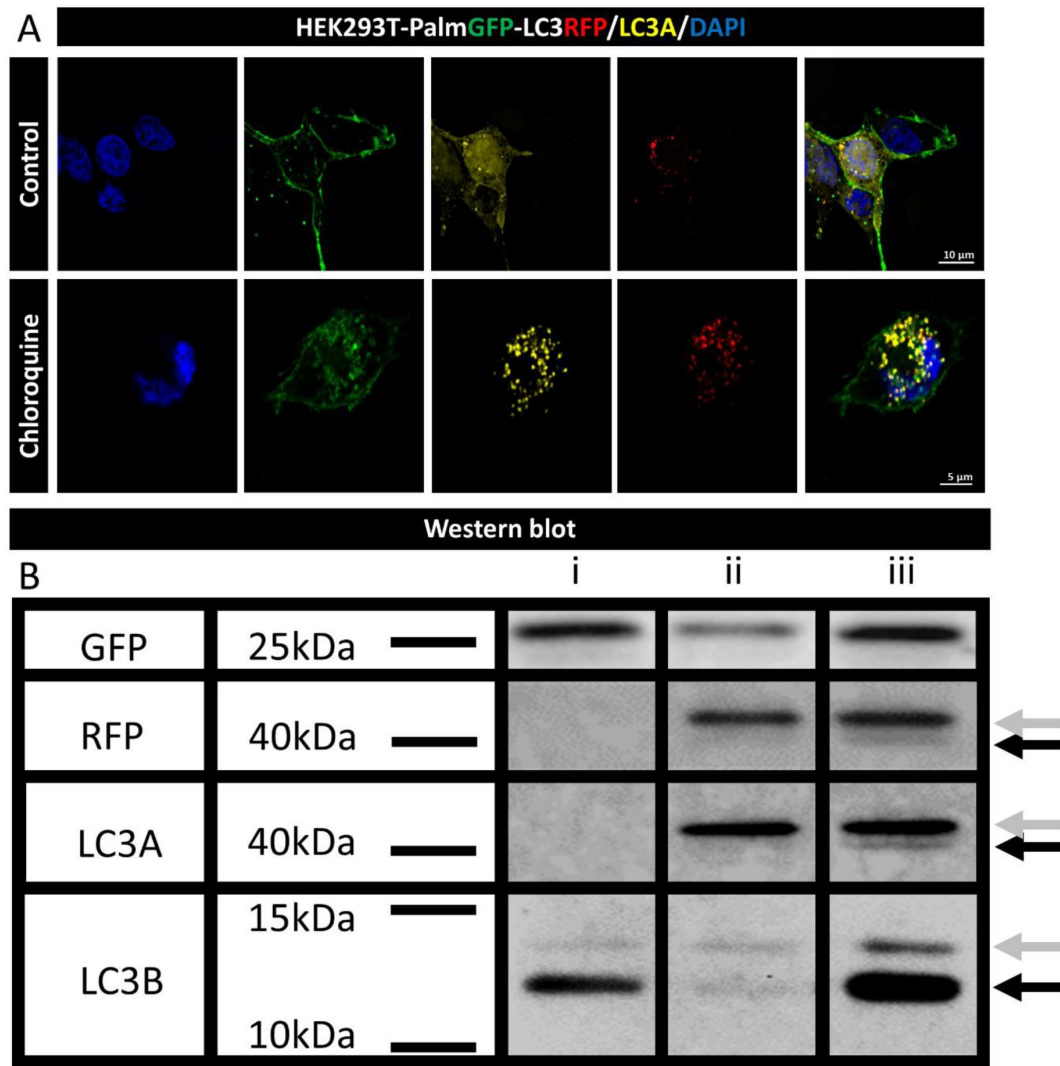 A
HEK293T-PalmGFP-LC3RFP/LC3A/DAPI
Control
10 µm
Chloroquine
5 µm
Western blot
B
i ii iii
GFP 25kDa
RFP 40kDa
LC3A 40kDa
15kDa
LC3B
10kDa